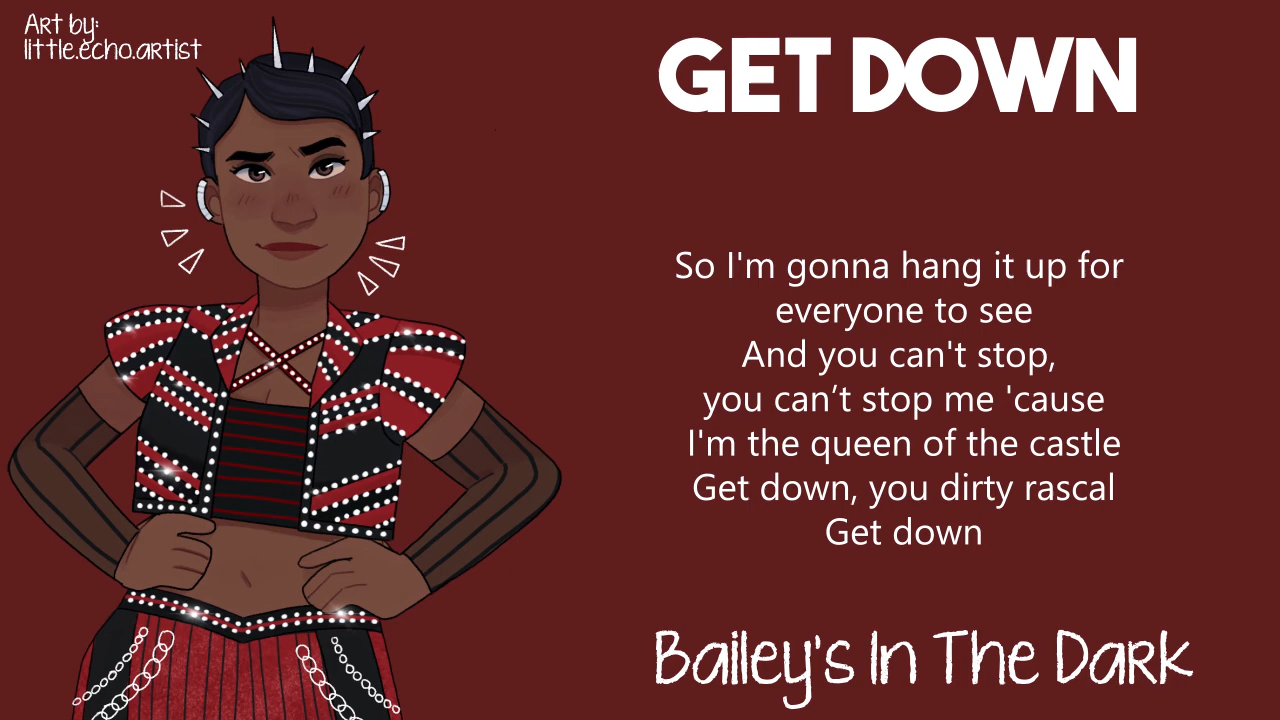 Art by:
little.echo.artist
GET DOWN
So I'm gonna hang it up for
everyone to see
And you can't stop,
you can’t stop me 'cause
I'm the queen of the castle
Get down, you dirty rascal
Get down
Bailey's In The Dark